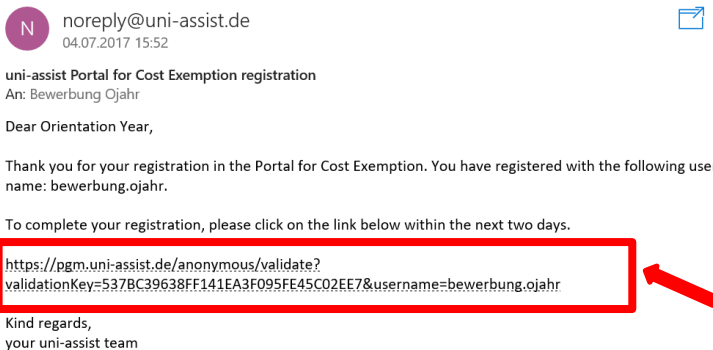 N
noreply@uni-assist.de
04.07.2017 15:52
uni-assist Portal for Cost Exemption registration
An: Bewerbung Ojahr
Dear Orientation Year,
Thank you for your registration in the Portal for Cost Exemption. You have registered with the following use
name: bewerbung.ojahr.
To complete your registration, please click on the link below within the next two days.
https://pgm.uni-assist.de/anonymous/validate?
validationKey=537BC39638FF141EA3F095FE45C02EE7&username=bewerbung.ojahr
Kind regards,
your uni-assist team